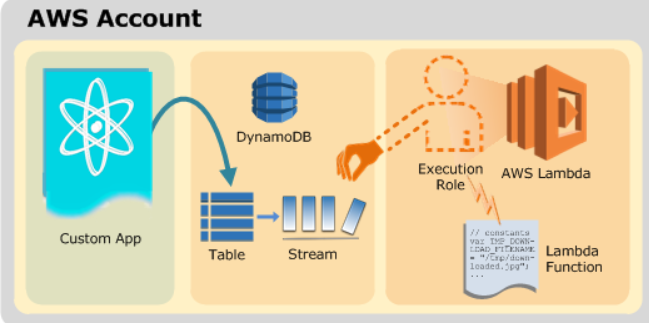 AWS Account
DynamoDB
Custom App
Table
Stream
Execution
Role
AWS Lambda
// constants
var TMP_DOWN-
LOAD_FILENAME
= "/tmp/down-
loaded.jpg";
...
Lambda
Function